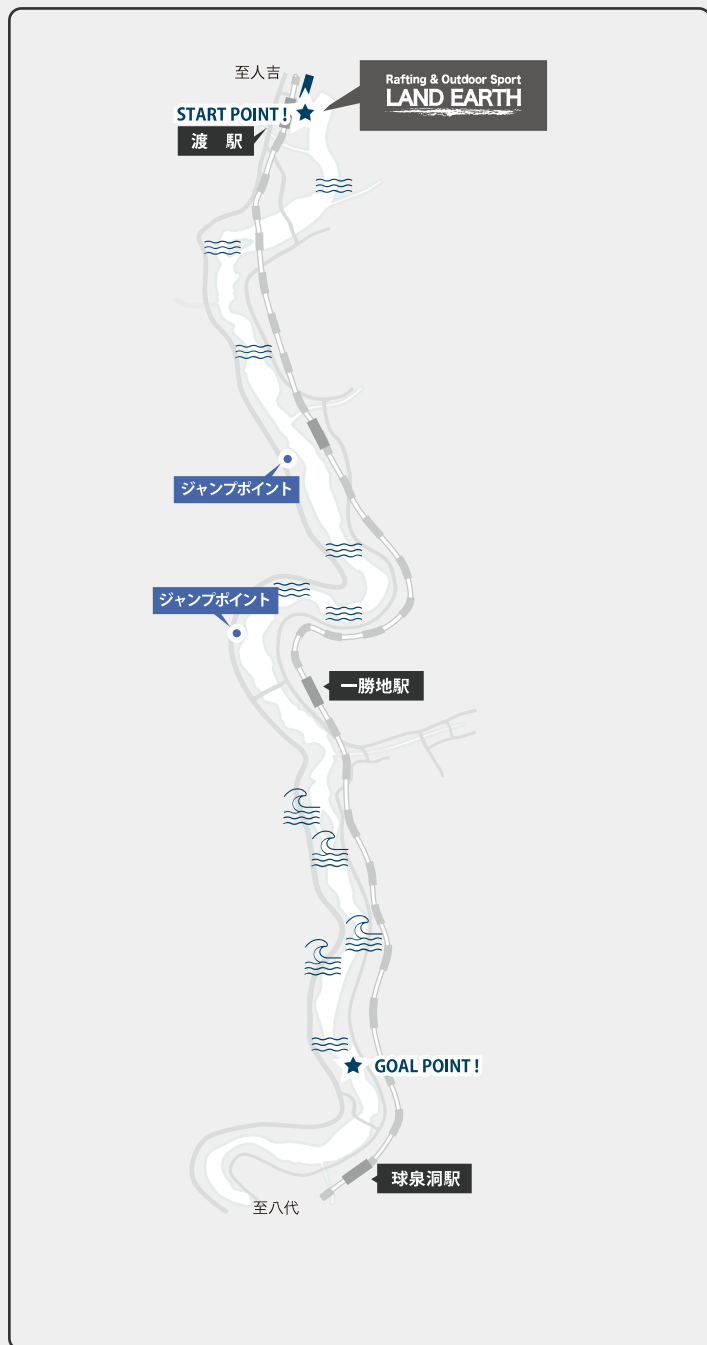 至人吉
Rafting & Outdoor Sport
LAND EARTH
START POINT !
渡 駅
ジャンプポイント
ジャンプポイント
一勝地駅
GOAL POINT !
球泉洞駅
至八代